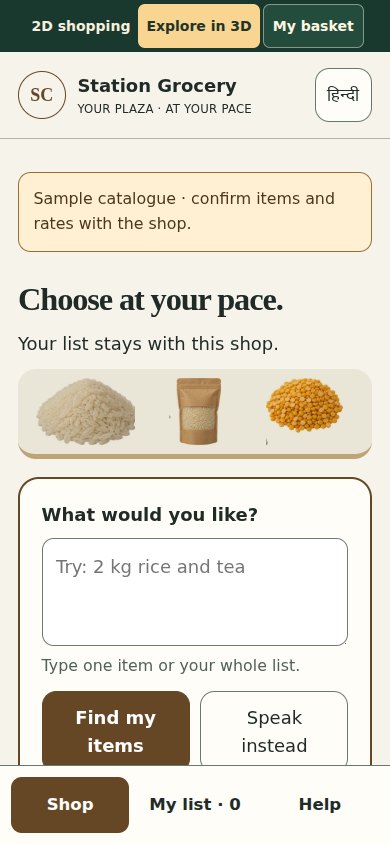 2D shopping
Explore in 3D
My basket
SC
Station Grocery
YOUR PLAZA · AT YOUR PACE
हिन्दी
Sample catalogue · confirm items and
rates with the shop.
Choose at your pace.
Your list stays with this shop.
What would you like?
Try: 2 kg rice and tea
Type one item or your whole list.
Find my
items
Speak
instead
Shop
My list · 0
Help